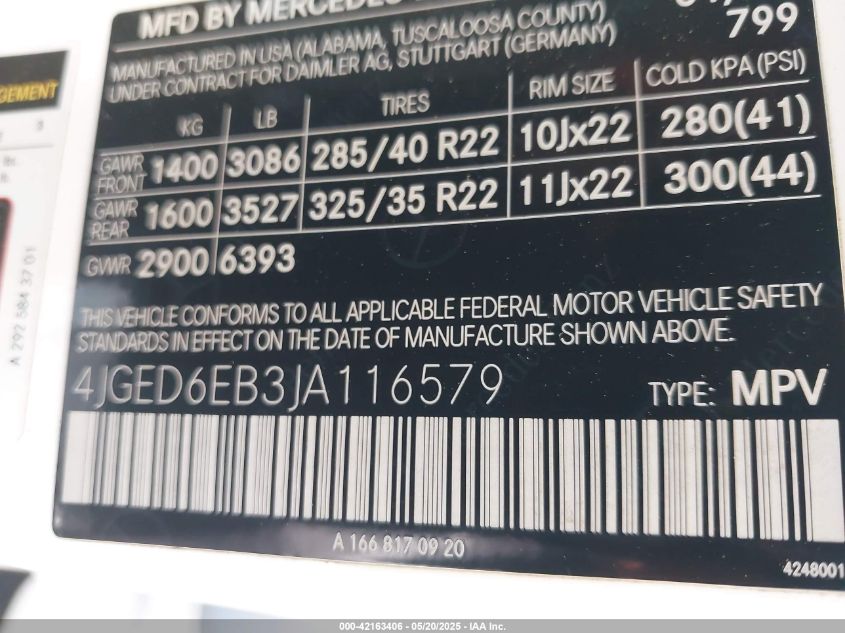 MFD BY MERCEDES
799
MANUFACTURED IN USA (ALABAMA, TUSCALOOSA COUNTY)
UNDER CONTRACT FOR DAIMLER AG, STUTTGART (GERMANY)
KG LB TIRES RIM SIZE COLD KPA (PSI)
GAWR FRONT 1400 3086 285/40 R22 10Jx22 280(41)
GAWR REAR 1600 3527 325/35 R22 11Jx22 300(44)
GVWR 2900 6393
THIS VEHICLE CONFORMS TO ALL APPLICABLE FEDERAL MOTOR VEHICLE SAFETY
STANDARDS IN EFFECT ON THE DATE OF MANUFACTURE SHOWN ABOVE.
4JGED6EB3JA116579 TYPE: MPV
A 166 817 09 20
4248001
A 292 584 37 01
000-42163406 - 05/20/2025 - IAA Inc.